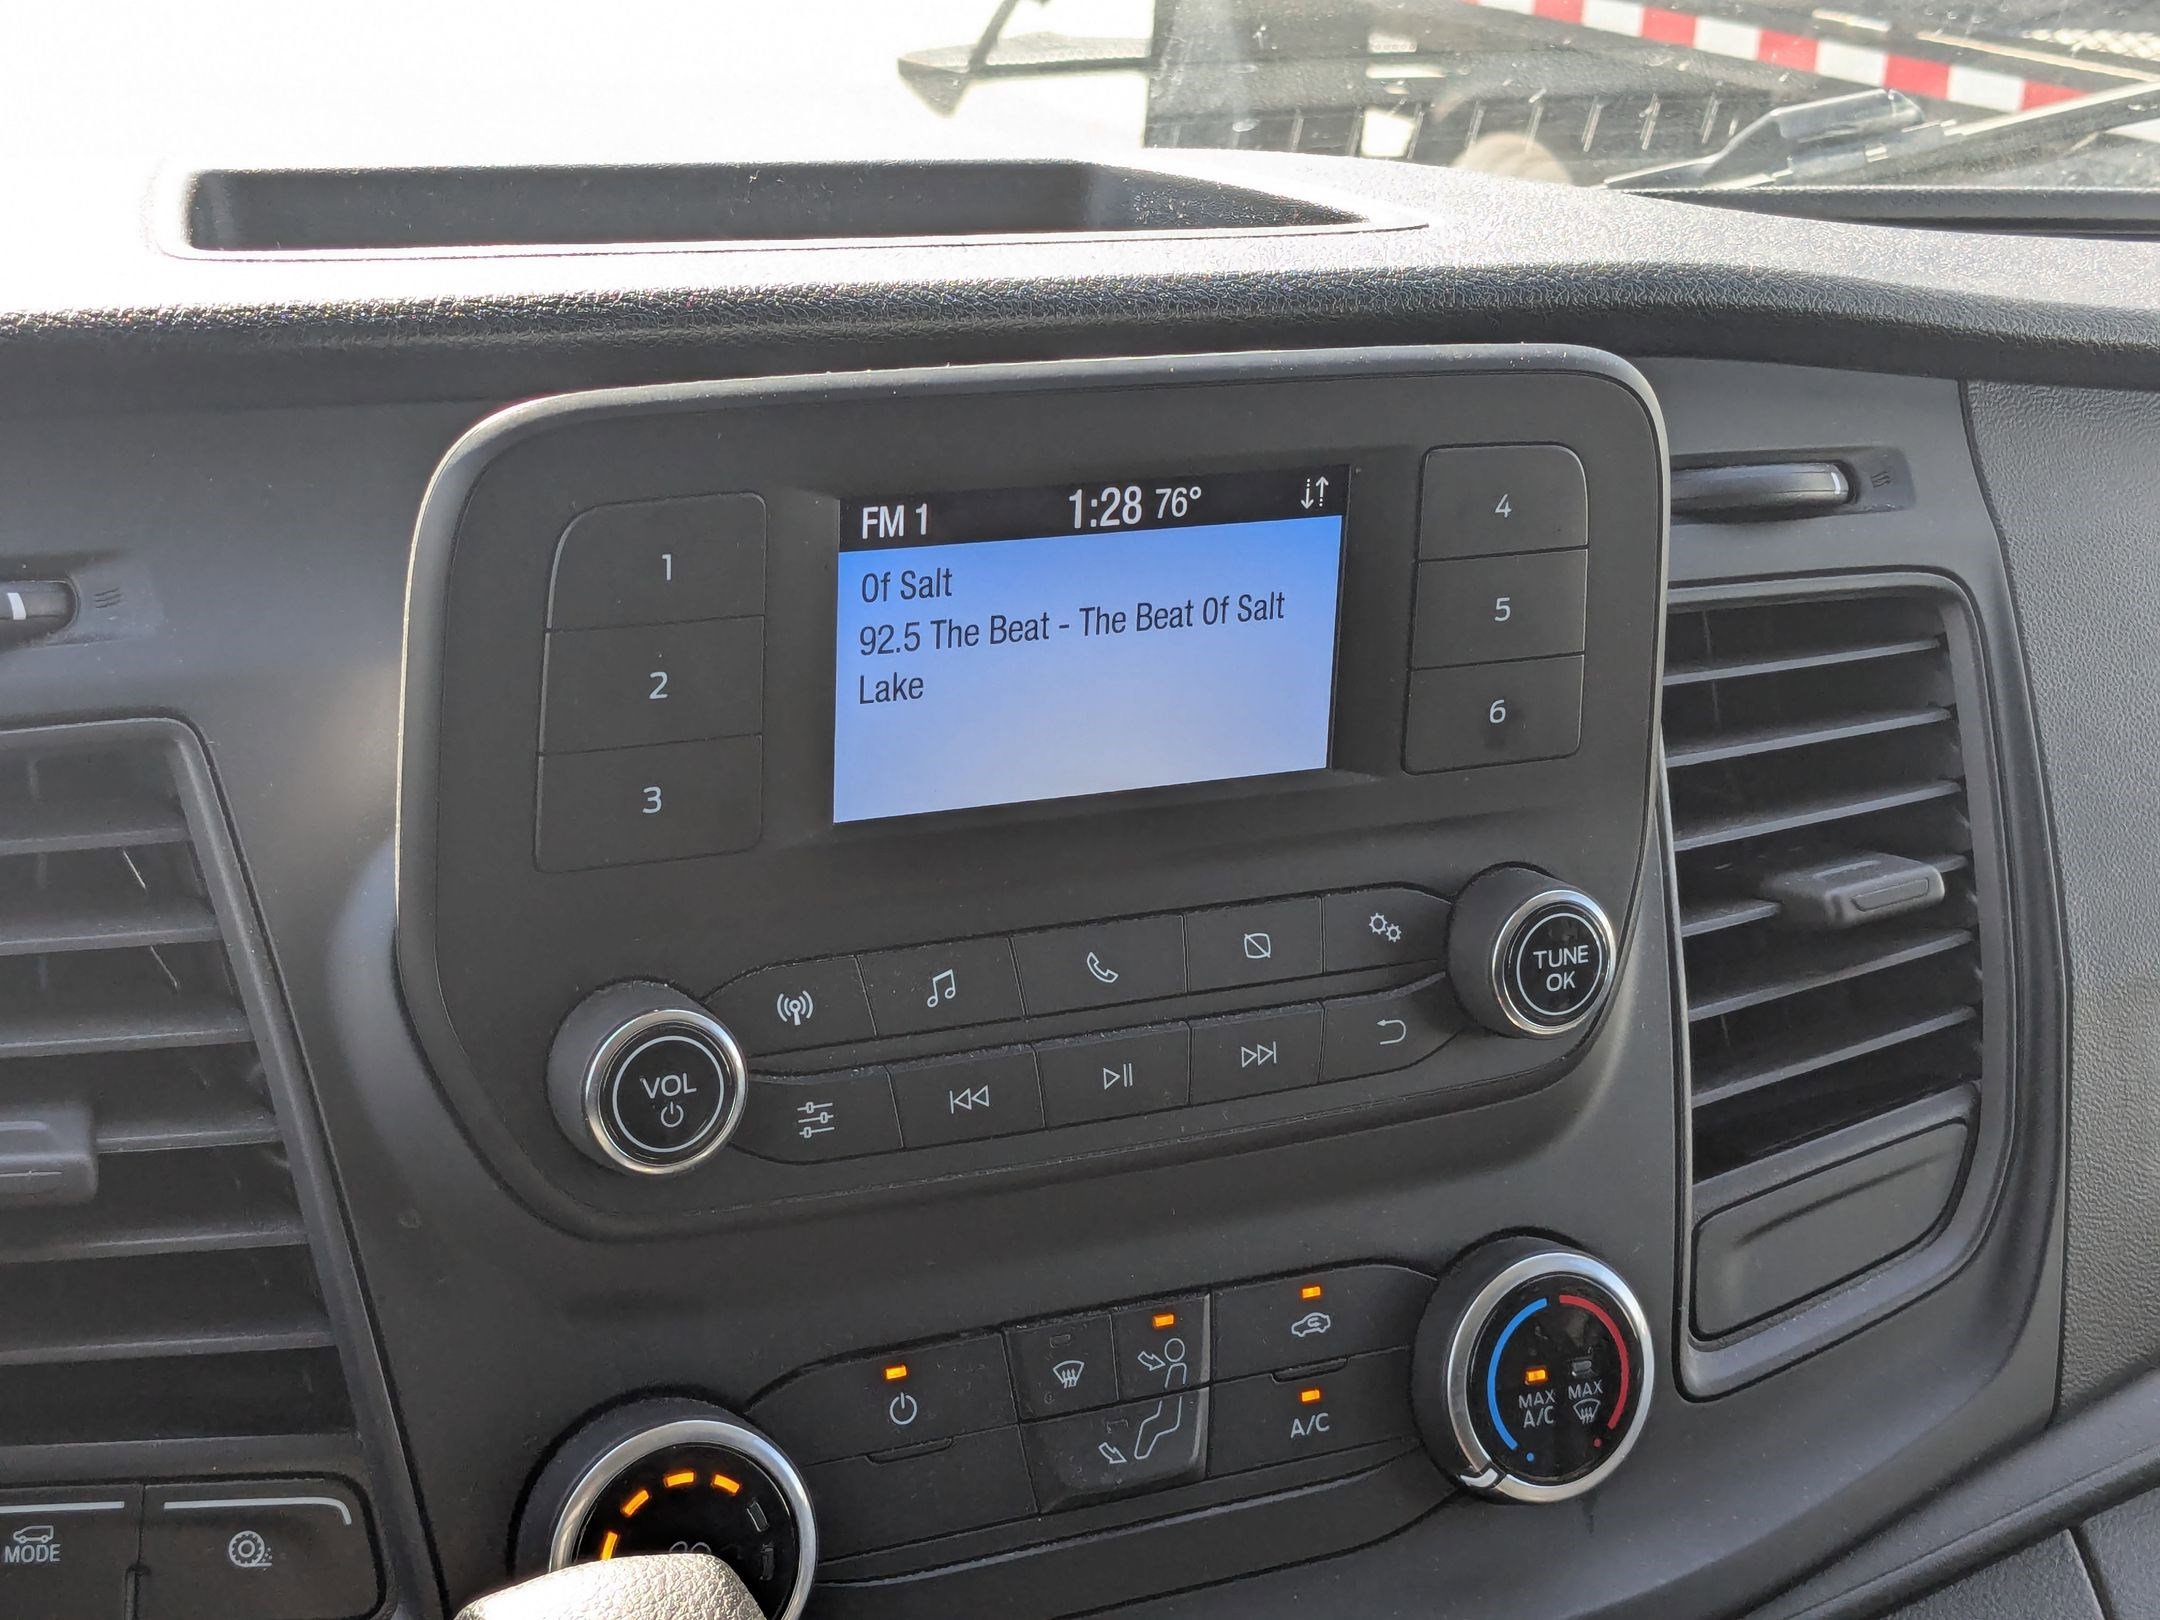 FM 1 1:28 76°
Of Salt
92.5 The Beat - The Beat Of Salt
Lake
1
2
3
4
5
6
VOL
TUNE
OK
MAX
A/C
MAX
A/C
MODE